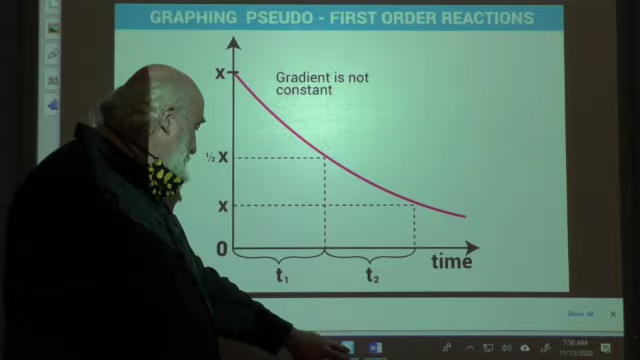 GRAPHING PSEUDO - FIRST ORDER REACTIONS
X
Gradient is not
constant
½ X
X
0
time
t₁
t₂
Show all
7:56 AM
11/13/2020